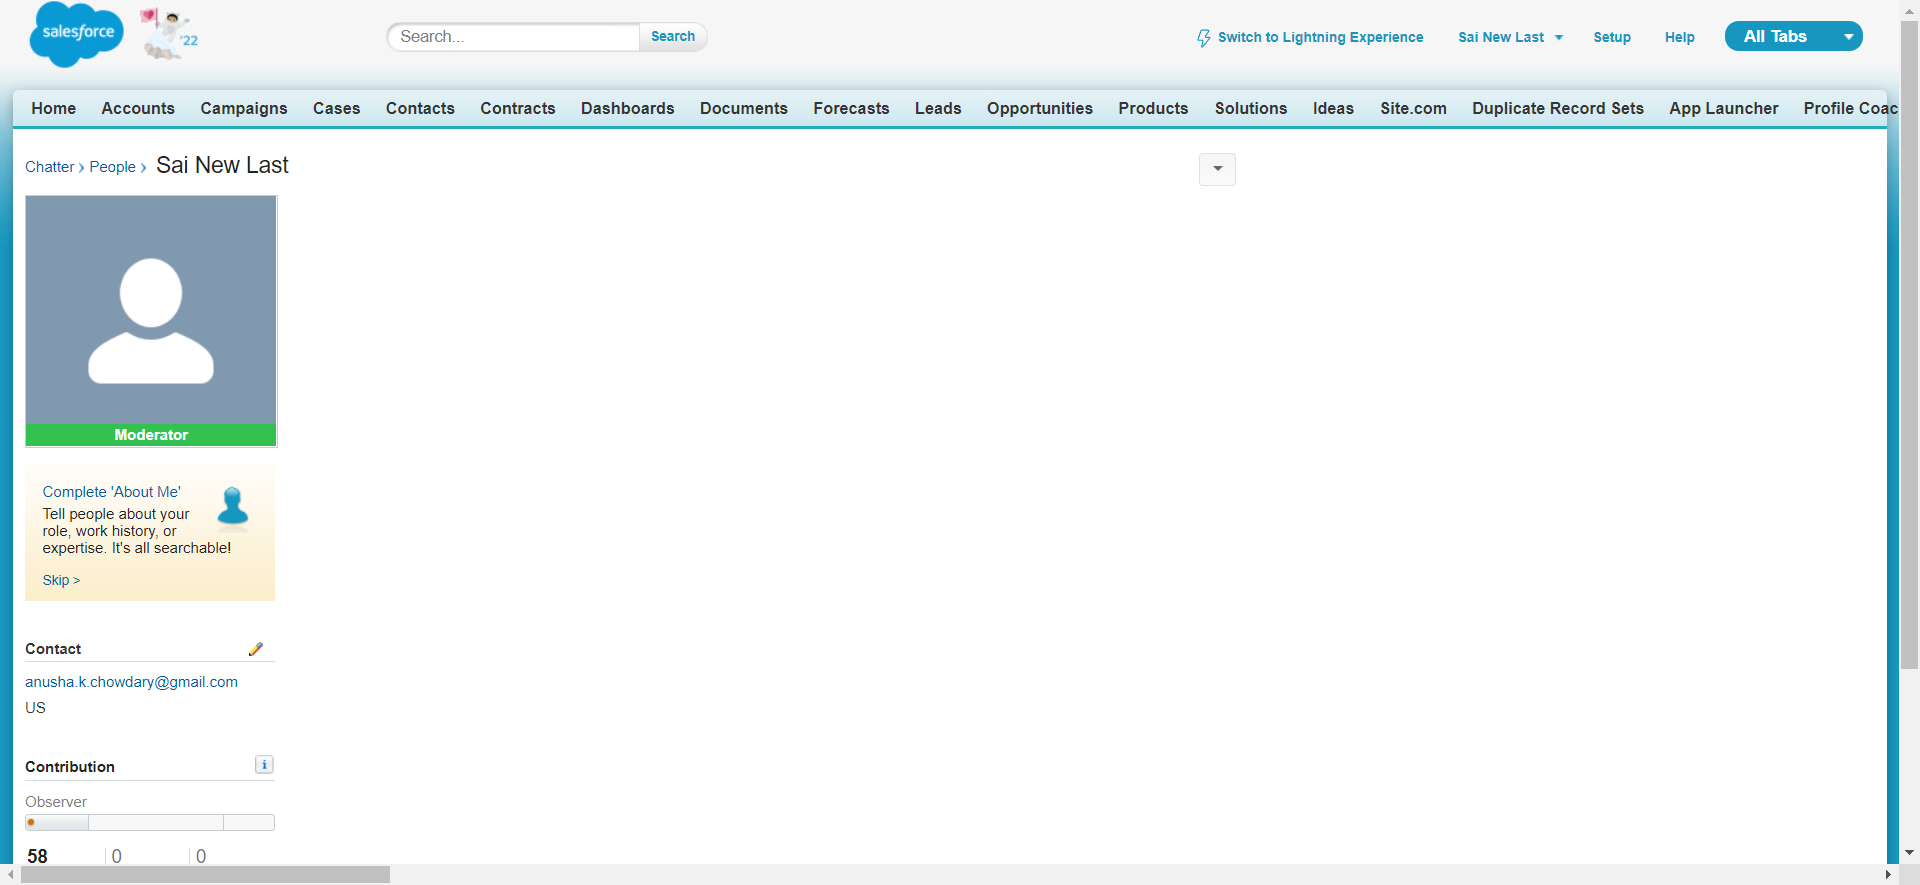 salesforce
'22
Search...
Search
Switch to Lightning Experience
Sai New Last
Setup
Help
All Tabs
Home Accounts Campaigns Cases Contacts Contracts Dashboards Documents Forecasts Leads Opportunities Products Solutions Ideas Site.com Duplicate Record Sets App Launcher Profile Coac
Chatter › People › Sai New Last
Moderator
Complete 'About Me'
Tell people about your
role, work history, or
expertise. It's all searchable!
Skip >
Contact
anusha.k.chowdary@gmail.com
US
Contribution
Observer
58 0 0